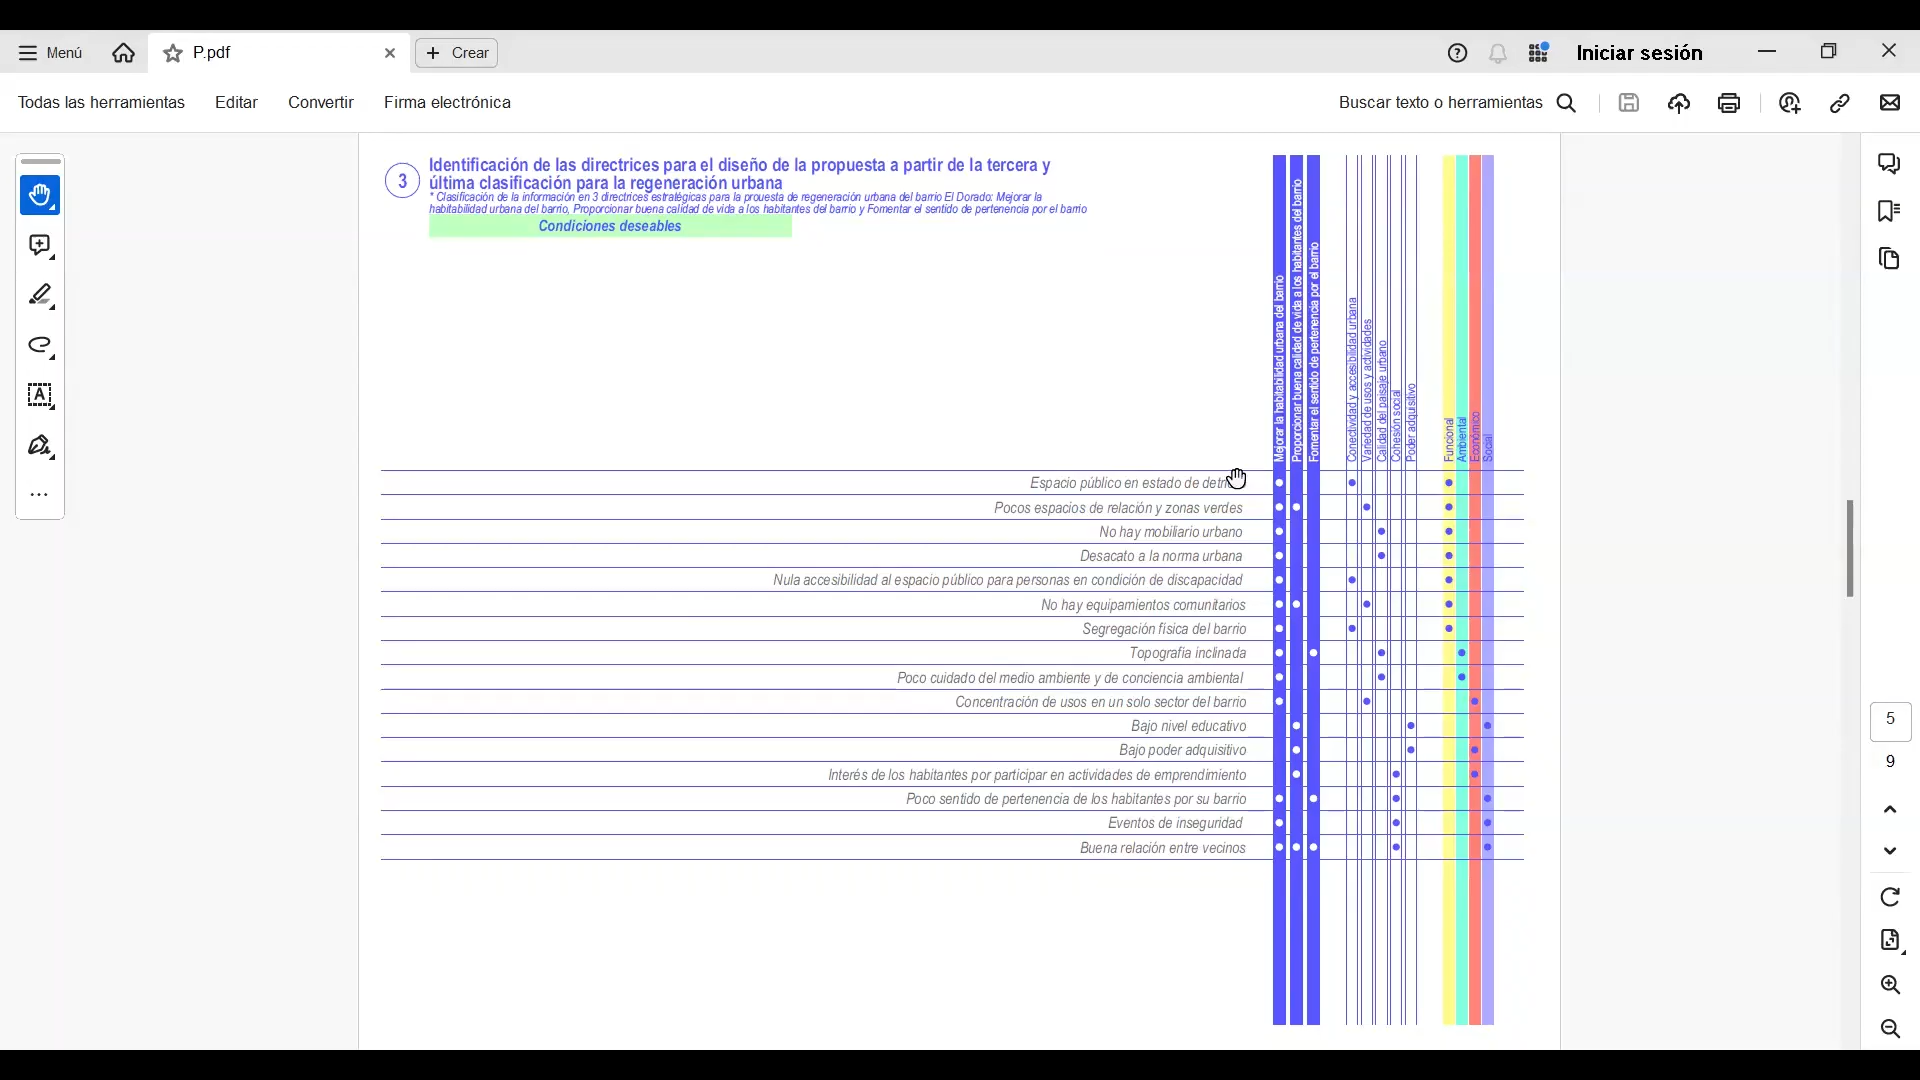 Menú
P.pdf
Crear
Iniciar sesión
Todas las herramientas
Editar
Convertir
Firma electrónica
Buscar texto o herramientas
3
Identificación de las directrices para el diseño de la propuesta a partir de la tercera y
última clasificación para la regeneración urbana
* Clasificación de la información en 3 directrices estratégicas para la prouesta de regeneración urbana del barrio El Dorado: Mejorar la
habitabilidad urbana del barrio, Proporcionar buena calidad de vida a los habitantes del barrio y Fomentar el sentido de pertenencia por el barrio
Condiciones deseables
Mejorar la habitabilidad urbana del barrio
Proporcionar buena calidad de vida a los habitantes del barrio
Fomentar el sentido de pertenencia por el barrio
Conectividad y accesibilidad urbana
Variedad de usos y actividades
Calidad del paisaje urbano
Cohesión social
Poder adquisitivo
Funcional
Ambiental
Económico
Social
Espacio público en estado de
Pocos espacios de relación y zonas verdes
No hay mobiliario urbano
Desacato a la norma urbana
Nula accesibilidad al espacio público para personas en condición de discapacidad
No hay equipamientos comunitarios
Segregación física del barrio
Topografía inclinada
Poco cuidado del medio ambiente y de conciencia ambiental
Concentración de usos en un solo sector del barrio
Bajo nivel educativo
Bajo poder adquisitivo
Interés de los habitantes por participar en actividades de emprendimiento
Poco sentido de pertenencia de los habitantes por su barrio
Eventos de inseguridad
Buena relación entre vecinos
5
9